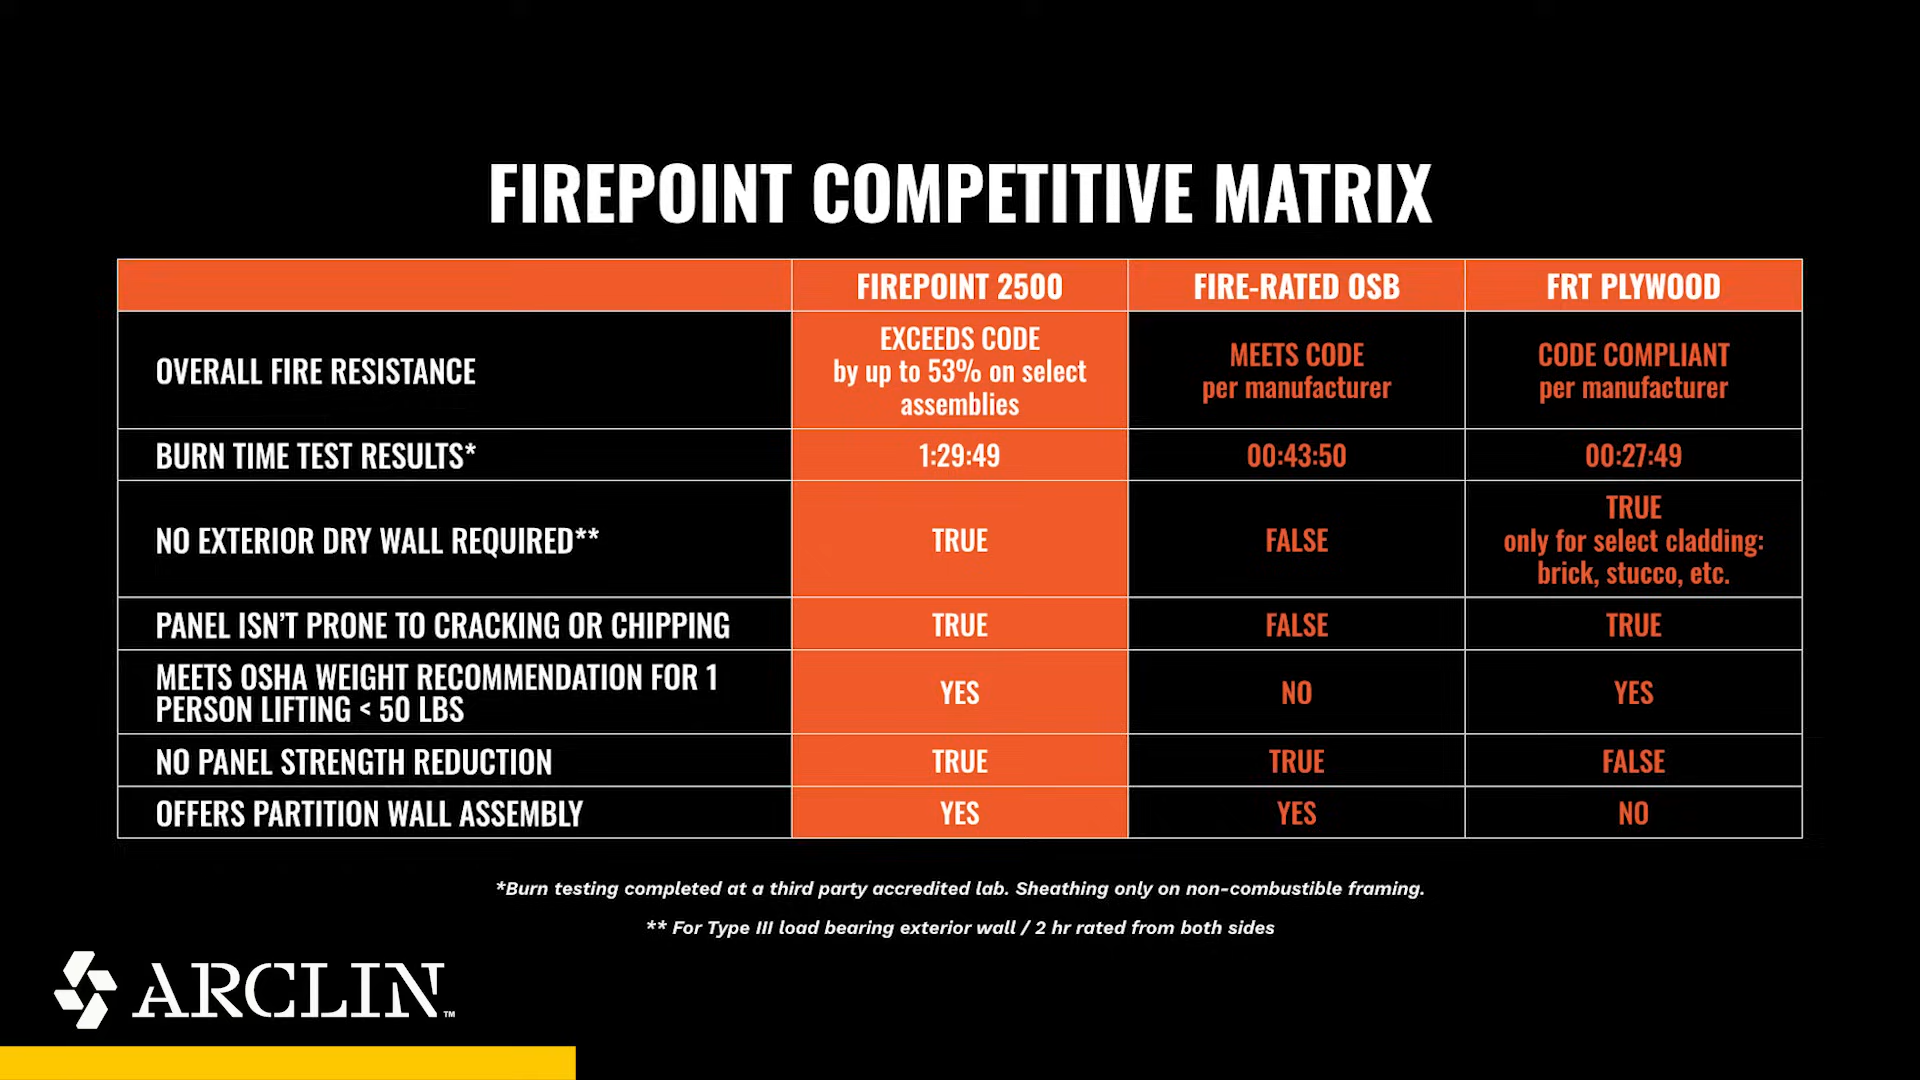 FIREPOINT COMPETITIVE MATRIX
FIREPOINT 2500
FIRE-RATED OSB
FRT PLYWOOD
OVERALL FIRE RESISTANCE
EXCEEDS CODE
by up to 53% on select
assemblies
MEETS CODE
per manufacturer
CODE COMPLIANT
per manufacturer
BURN TIME TEST RESULTS*
1:29:49
00:43:50
00:27:49
NO EXTERIOR DRY WALL REQUIRED**
TRUE
FALSE
TRUE
only for select cladding:
brick, stucco, etc.
PANEL ISN'T PRONE TO CRACKING OR CHIPPING
TRUE
FALSE
TRUE
MEETS OSHA WEIGHT RECOMMENDATION FOR 1
PERSON LIFTING < 50 LBS
YES
NO
YES
NO PANEL STRENGTH REDUCTION
TRUE
TRUE
FALSE
OFFERS PARTITION WALL ASSEMBLY
YES
YES
NO
*Burn testing completed at a third party accredited lab. Sheathing only on non-combustible framing.
** For Type III load bearing exterior wall / 2 hr rated from both sides
ARCLIN™